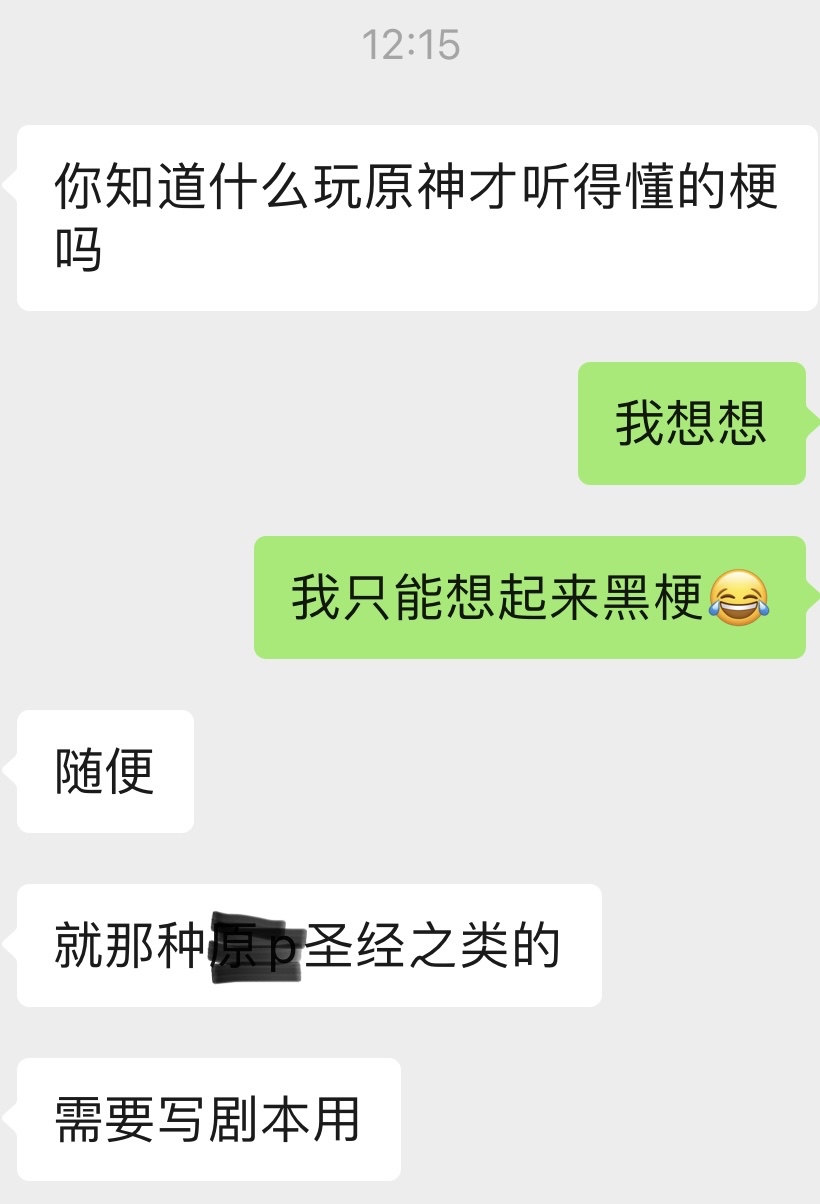 12:15
你知道什么玩原神才听得懂的梗
吗
我想想
我只能想起来黑梗😂
随便
就那种原p圣经之类的
需要写剧本用